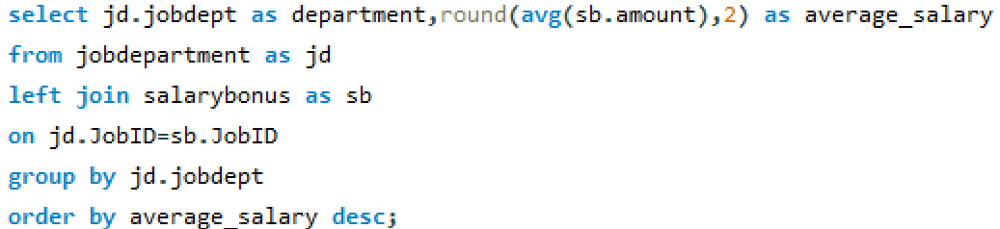 select jd.jobdept as department,round(avg(sb.amount),2) as average_salary
from jobdepartment as jd
left join salarybonus as sb
on jd.JobID=sb.JobID
group by jd.jobdept
order by average_salary desc;